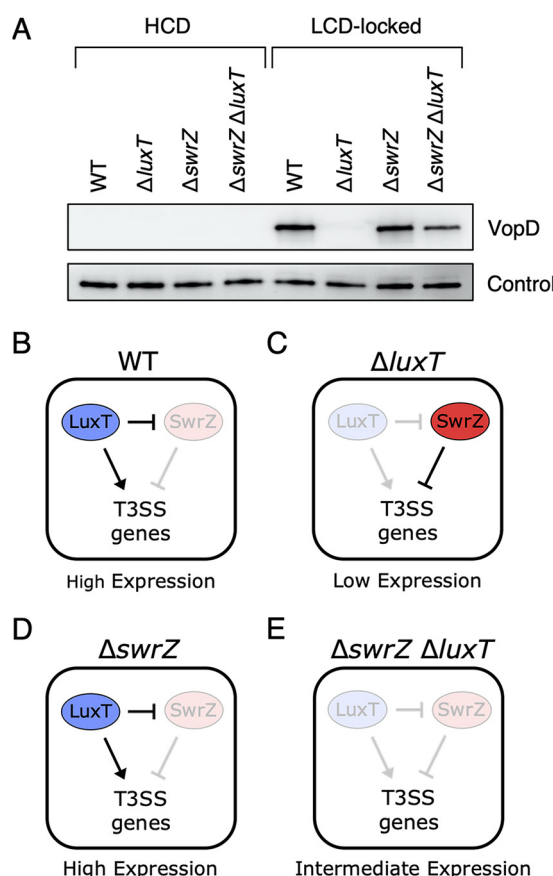 A
HCD
LCD-locked
WT
ΔluxT
ΔswrZ
ΔswrZ ΔluxT
WT
ΔluxT
ΔswrZ
ΔswrZ ΔluxT
VopD
Control
B
WT
LuxT
SwrZ
T3SS
genes
High Expression
C
ΔluxT
LuxT
SwrZ
T3SS
genes
Low Expression
D
ΔswrZ
LuxT
SwrZ
T3SS
genes
High Expression
E
ΔswrZ ΔluxT
LuxT
SwrZ
T3SS
genes
Intermediate Expression